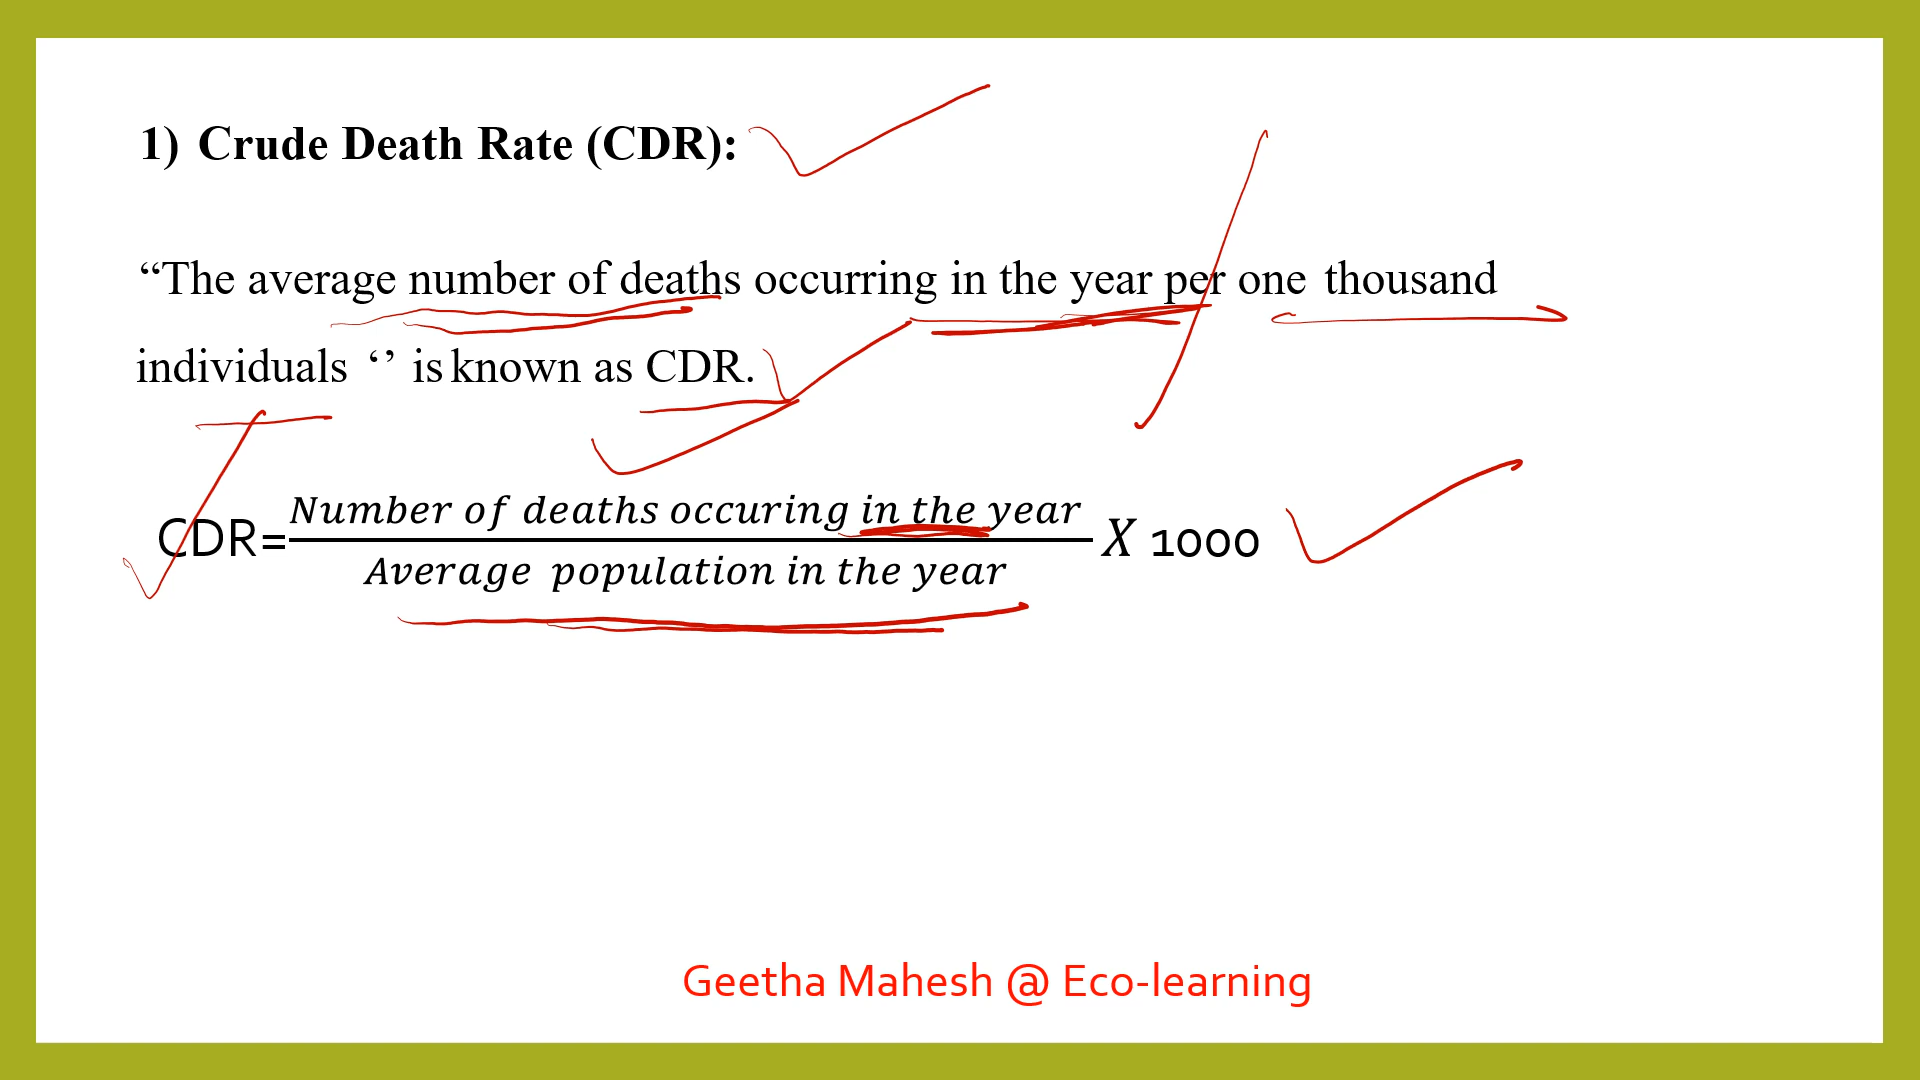 1) Crude Death Rate (CDR):
“The average number of deaths occurring in the year per one thousand
individuals ‘’ is known as CDR.
CDR= Number of deaths occuring in the year X 1000
Average population in the year
Geetha Mahesh @ Eco-learning